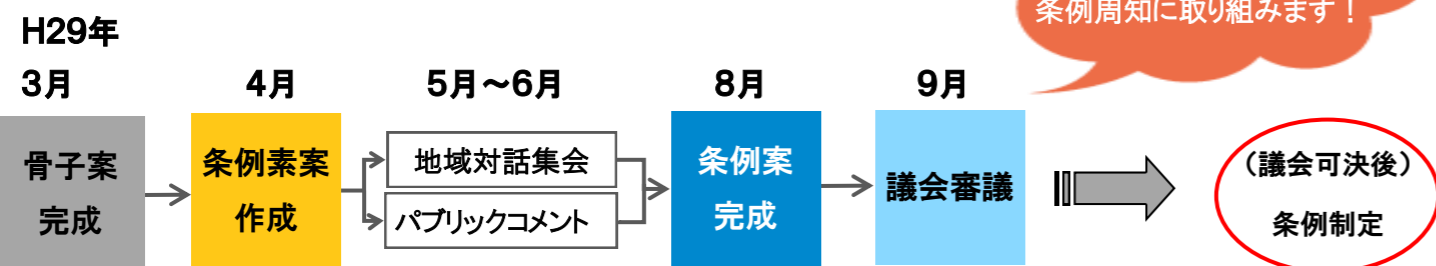 条例周知に取り組みます！
H29年
3月
4月
5月～6月
8月
9月
骨子案
完成
条例素案
作成
地域対話集会
パブリックコメント
条例案
完成
議会審議
（議会可決後）
条例制定